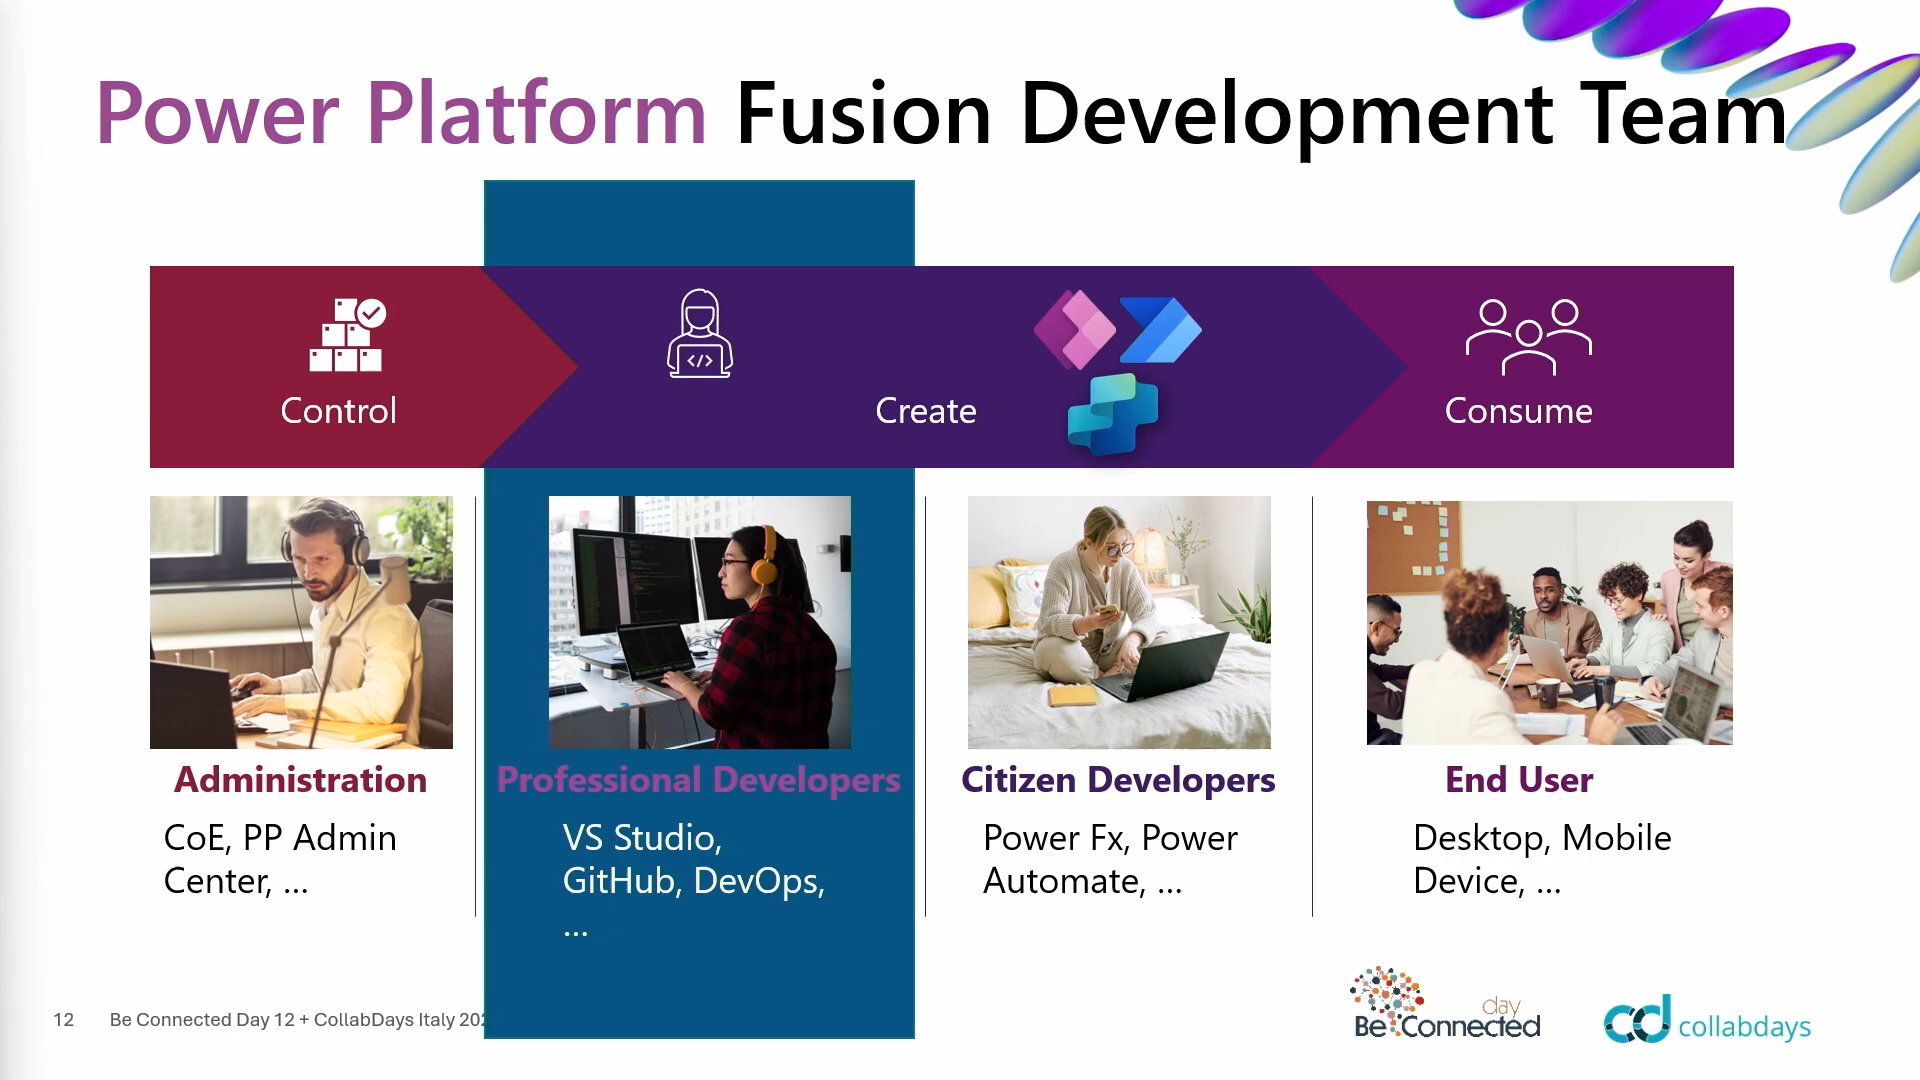 Power Platform Fusion Development Team
Control
Create
Consume
Administration
CoE, PP Admin
Center, ...
Professional Developers
VS Studio,
GitHub, DevOps,
...
Citizen Developers
Power Fx, Power
Automate, ...
End User
Desktop, Mobile
Device, ...
12
Be Connected Day 12 + CollabDays Italy
day
Be Connected
cd collabdays